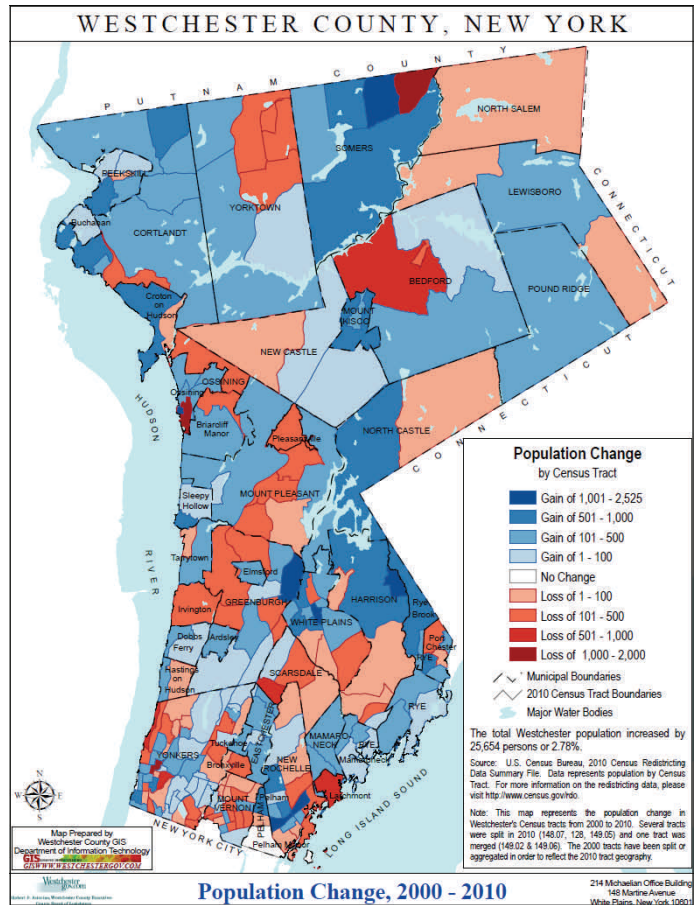 WESTCHESTER COUNTY, NEW YORK
PUTNAM COUNTY
NORTH SALEM
SOMERS
PEEKSKILL
LEWISBORO
YORKTOWN
Buchanan
CORTLANDT
CONNECTICUT
BEDFORD
POUND RIDGE
Croton
on
Hudson
MOUNT
KISCO
NEW CASTLE
OSSINING
Ossining
HUDSON
Briarcliff
Manor
NORTH CASTLE
CONNECTICUT
Pleasantville
MOUNT PLEASANT
Sleepy
Hollow
RIVER
Tarrytown
Elmsford
HARRISON
Irvington
GREENBURGH
Rye
Brook
WHITE PLAINS
Dobbs
Ferry
Ardsley
Port
Chester
RYE
SCARSDALE
Hastings
on
Hudson
RYE
EASTCHESTER
MAMARO-
NECK
Tuckahoe
RYE
YONKERS
Mamaroneck
Bronxville
NEW
ROCHELLE
Larchmont
MOUNT
VERNON
Pelham
PELHAM
LONG ISLAND SOUND
NEW YORK CITY
Pelham Manor
Population Change
by Census Tract
Gain of 1,001 - 2,525
Gain of 501 - 1,000
Gain of 101 - 500
Gain of 1 - 100
No Change
Loss of 1 - 100
Loss of 101 - 500
Loss of 501 - 1,000
Loss of 1,000 - 2,000
Municipal Boundaries
2010 Census Tract Boundaries
Major Water Bodies
The total Westchester population increased by
25,654 persons or 2.78%.
Source: U.S. Census Bureau, 2010 Census Redistricting
Data Summary File. Data represents population by Census
Tract. For more information on the redistricting data, please
visit http://www.census.gov/rdo.
Note: This map represents the population change in
Westchester's Census tracts from 2000 to 2010. Several tracts
were split in 2010 (148.07, 128, 149.05) and one tract was
merged (149.02 & 149.06). The 2000 tracts have been split or
aggregated in order to reflect the 2010 tract geography.
N
W E
S
Map Prepared by
Westchester County GIS
Department of Information Technology
GIS
GISWWW.WESTCHESTERGOV.COM
Westchester
gov.com
Population Change, 2000 - 2010
214 Michaelian Office Building
148 Martine Avenue
White Plains, New York 10601